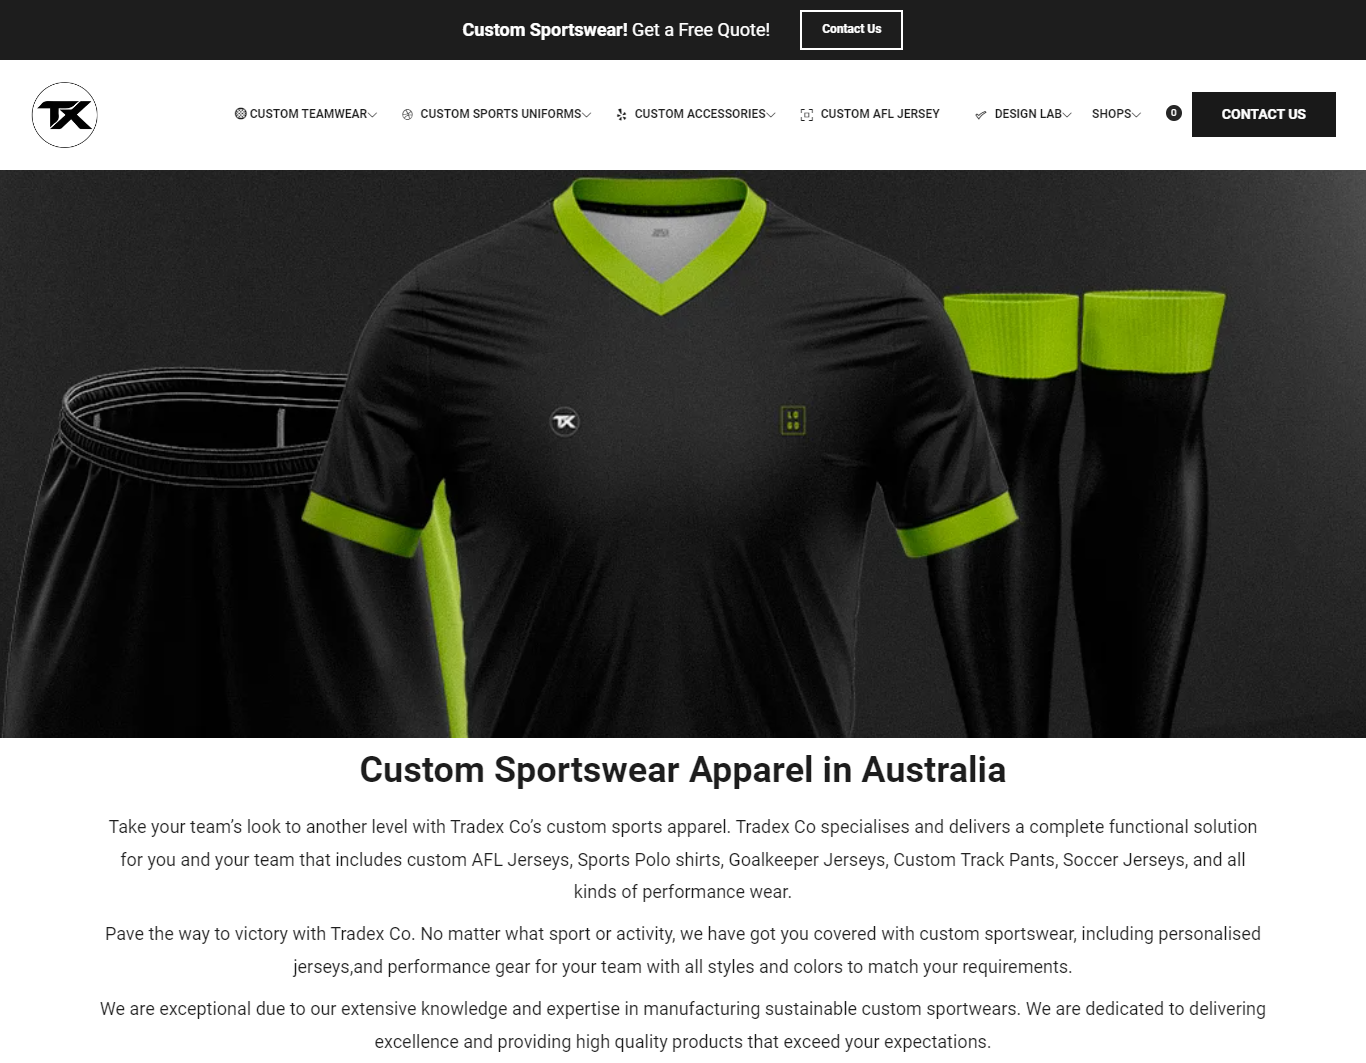 Custom Sportswear! Get a Free Quote!
Contact Us
TX
CUSTOM TEAMWEAR
CUSTOM SPORTS UNIFORMS
CUSTOM ACCESSORIES
CUSTOM AFL JERSEY
DESIGN LAB
SHOPS
0
CONTACT US
TX
LO
GO
Custom Sportswear Apparel in Australia
Take your team’s look to another level with Tradex Co’s custom sports apparel. Tradex Co specialises and delivers a complete functional solution
for you and your team that includes custom AFL Jerseys, Sports Polo shirts, Goalkeeper Jerseys, Custom Track Pants, Soccer Jerseys, and all
kinds of performance wear.
Pave the way to victory with Tradex Co. No matter what sport or activity, we have got you covered with custom sportswear, including personalised
jerseys,and performance gear for your team with all styles and colors to match your requirements.
We are exceptional due to our extensive knowledge and expertise in manufacturing sustainable custom sportwears. We are dedicated to delivering
excellence and providing high quality products that exceed your expectations.